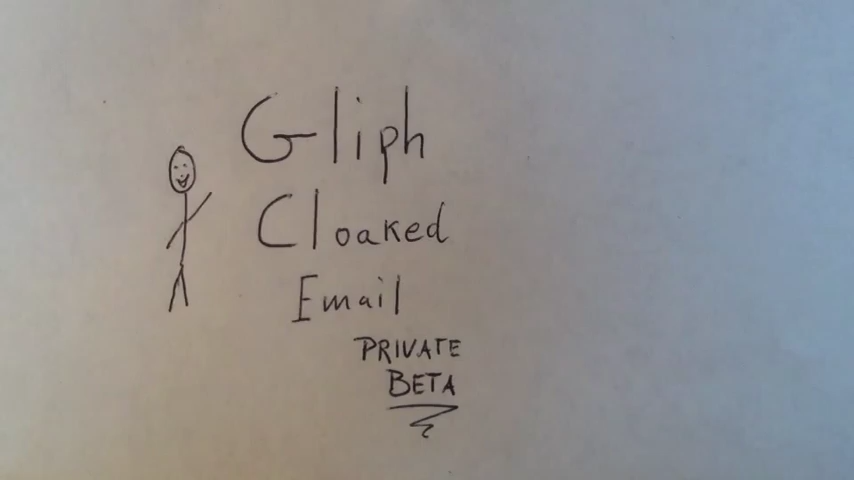 Gliph
Cloaked
Email
PRIVATE
BETA